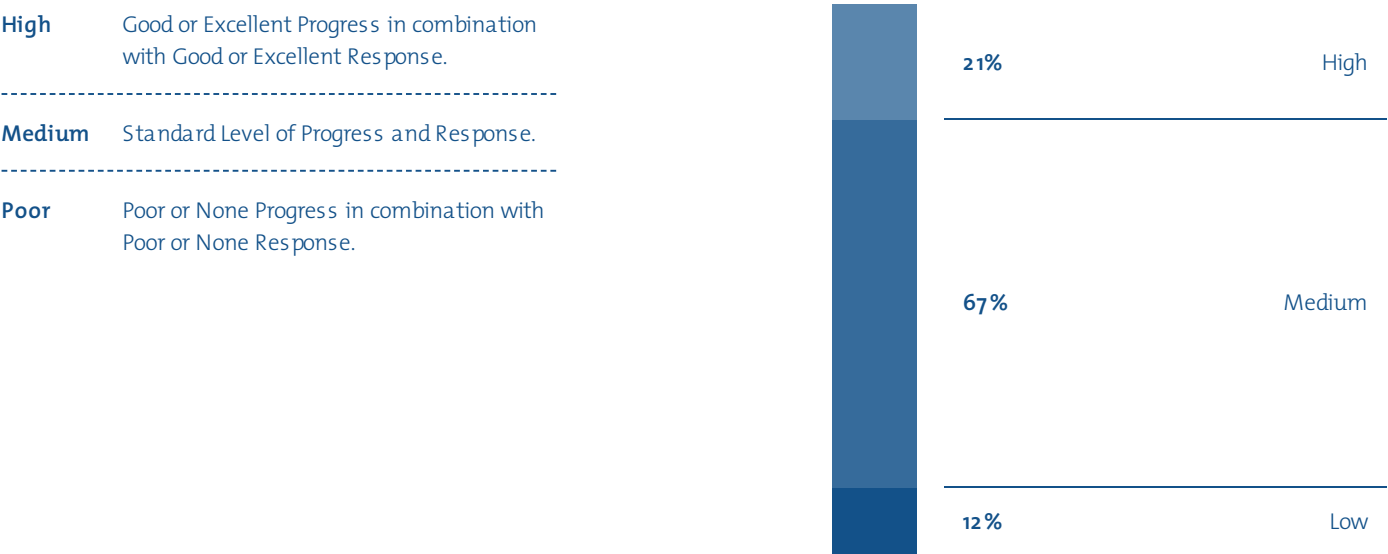 High Good or Excellent Progress in combination
with Good or Excellent Response.
Medium Standard Level of Progress and Response.
Poor Poor or None Progress in combination with
Poor or None Response.
21% High
67% Medium
12% Low